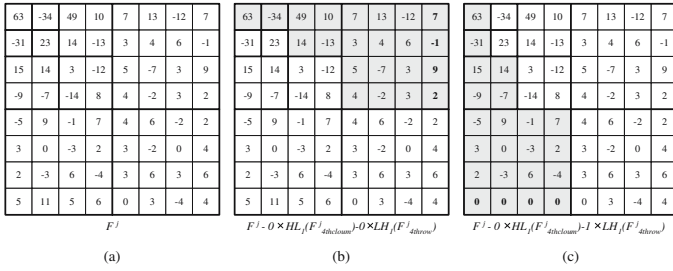 63 -34 49 10 7 13 -12 7
-31 23 14 -13 3 4 6 -1
15 14 3 -12 5 -7 3 9
-9 -7 -14 8 4 -2 3 2
-5 9 -1 7 4 6 -2 2
3 0 -3 2 3 -2 0 4
2 -3 6 -4 3 6 3 6
5 11 5 6 0 3 -4 4
F j
(a)
63 -34 49 10 7 13 -12 7
-31 23 14 -13 3 4 6 -1
15 14 3 -12 5 -7 3 9
-9 -7 -14 8 4 -2 3 2
-5 9 -1 7 4 6 -2 2
3 0 -3 2 3 -2 0 4
2 -3 6 -4 3 6 3 6
5 11 5 6 0 3 -4 4
F j - 0 × HL1(F j 4thcloum)-0×LH1(F j 4throw)
(b)
63 -34 49 10 7 13 -12 7
-31 23 14 -13 3 4 6 -1
15 14 3 -12 5 -7 3 9
-9 -7 -14 8 4 -2 3 2
-5 9 -1 7 4 6 -2 2
3 0 -3 2 3 -2 0 4
2 -3 6 -4 3 6 3 6
0 0 0 0 0 3 -4 4
F j - 0 × HL1(F j 4thcloum)-1 ×LH1(F j 4throw)
(c)